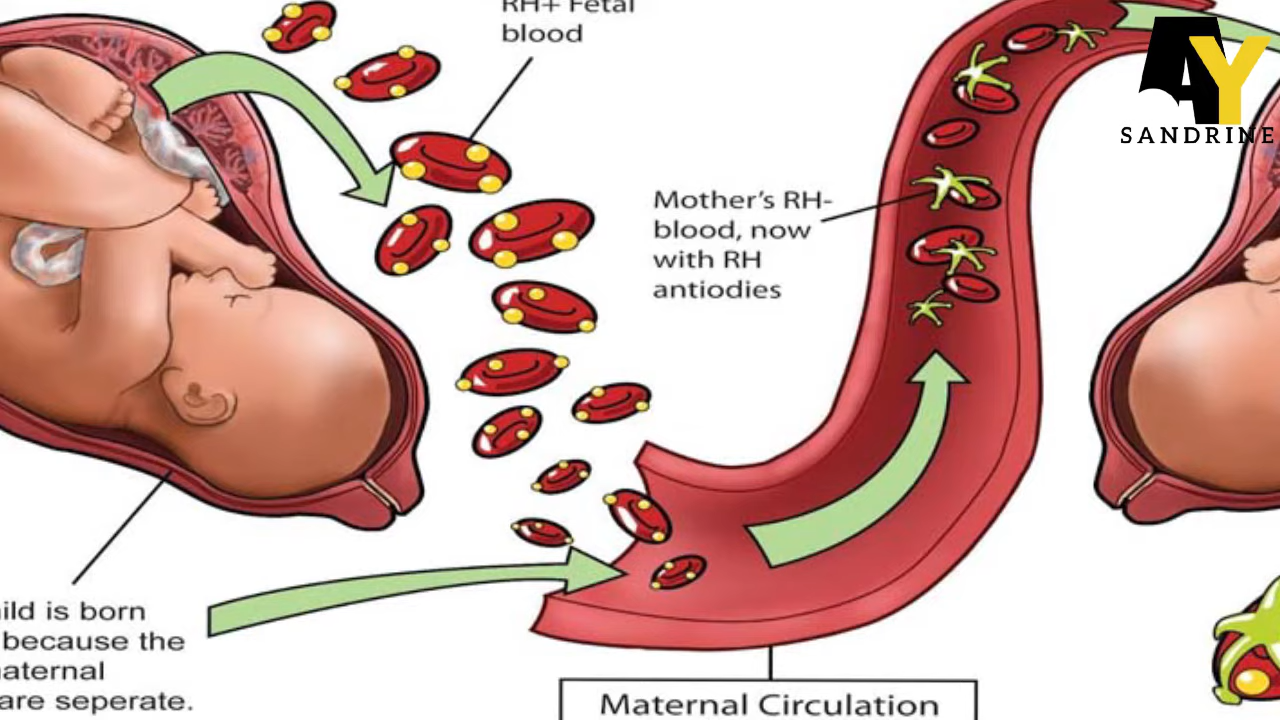 RH+ Fetal
blood
AY
SANDRINE
Mother's RH-
blood, now
with RH
antiodies
ild is born
because the
aternal
are seperate.
Maternal Circulation